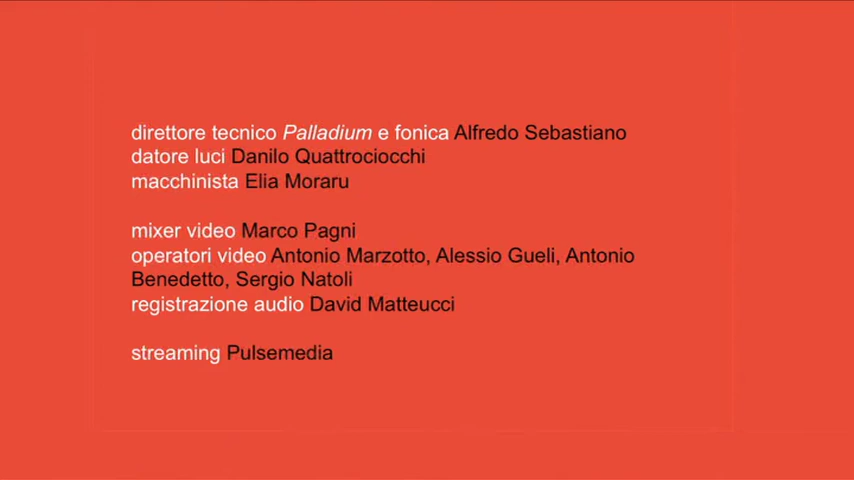 direttore tecnico Palladium e fonica Alfredo Sebastiano
datore luci Danilo Quattrociocchi
macchinista Elia Moraru
mixer video Marco Pagni
operatori video Antonio Marzotto, Alessio Gueli, Antonio
Benedetto, Sergio Natoli
registrazione audio David Matteucci
streaming Pulsemedia